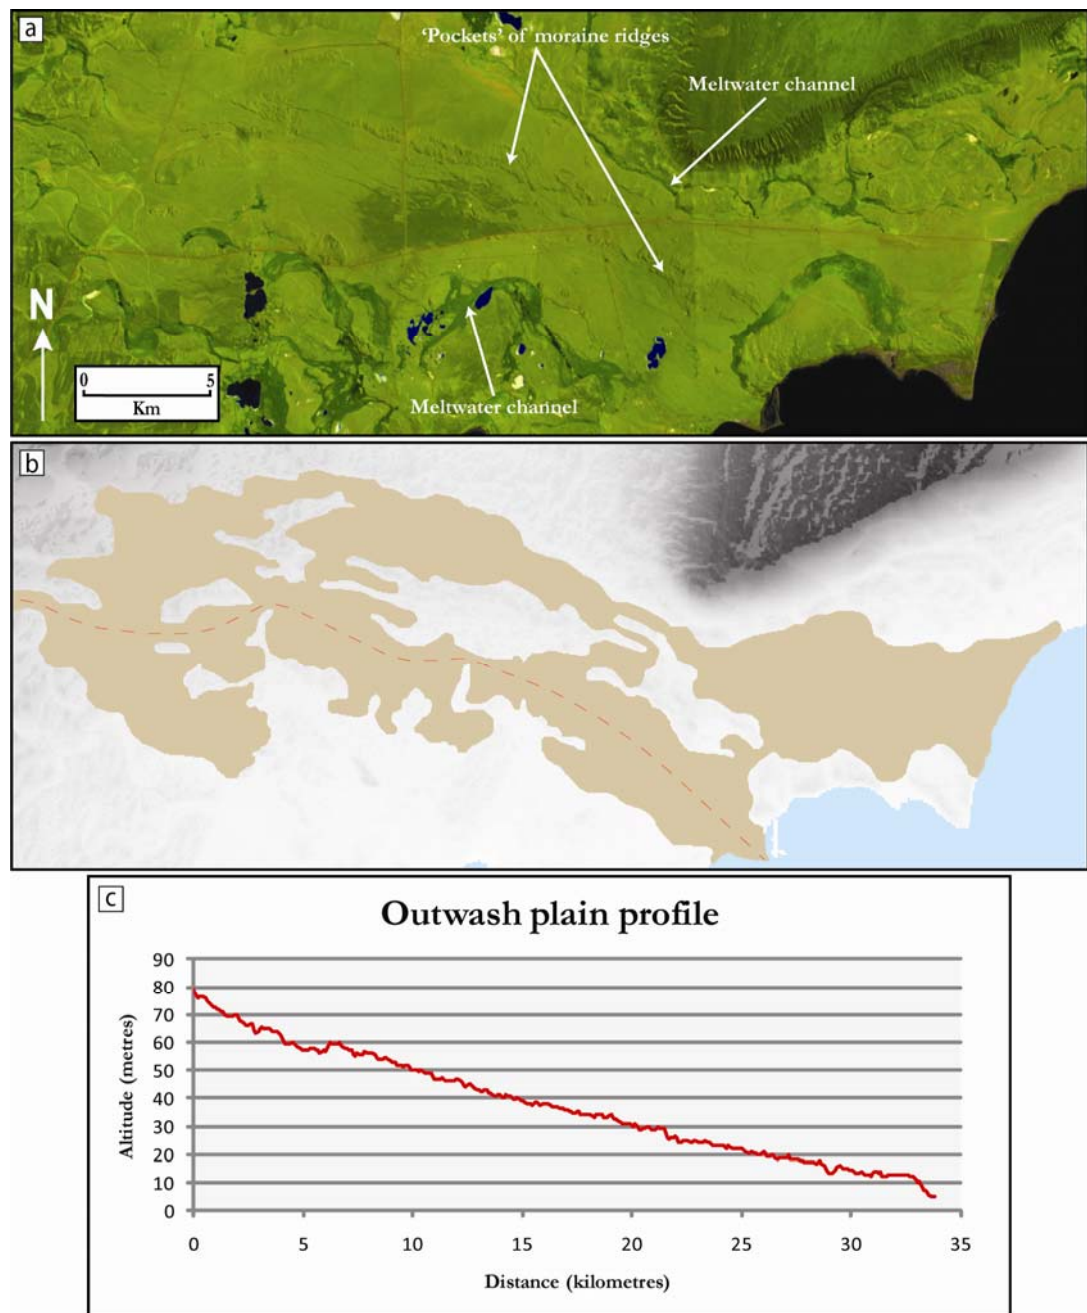 a
'Pockets' of moraine ridges
Meltwater channel
N
0 5
Km
Meltwater channel
b
c
Outwash plain profile
90
80
70
60
50
40
30
20
10
0
Altitude (metres)
0 5 10 15 20 25 30 35
Distance (kilometres)